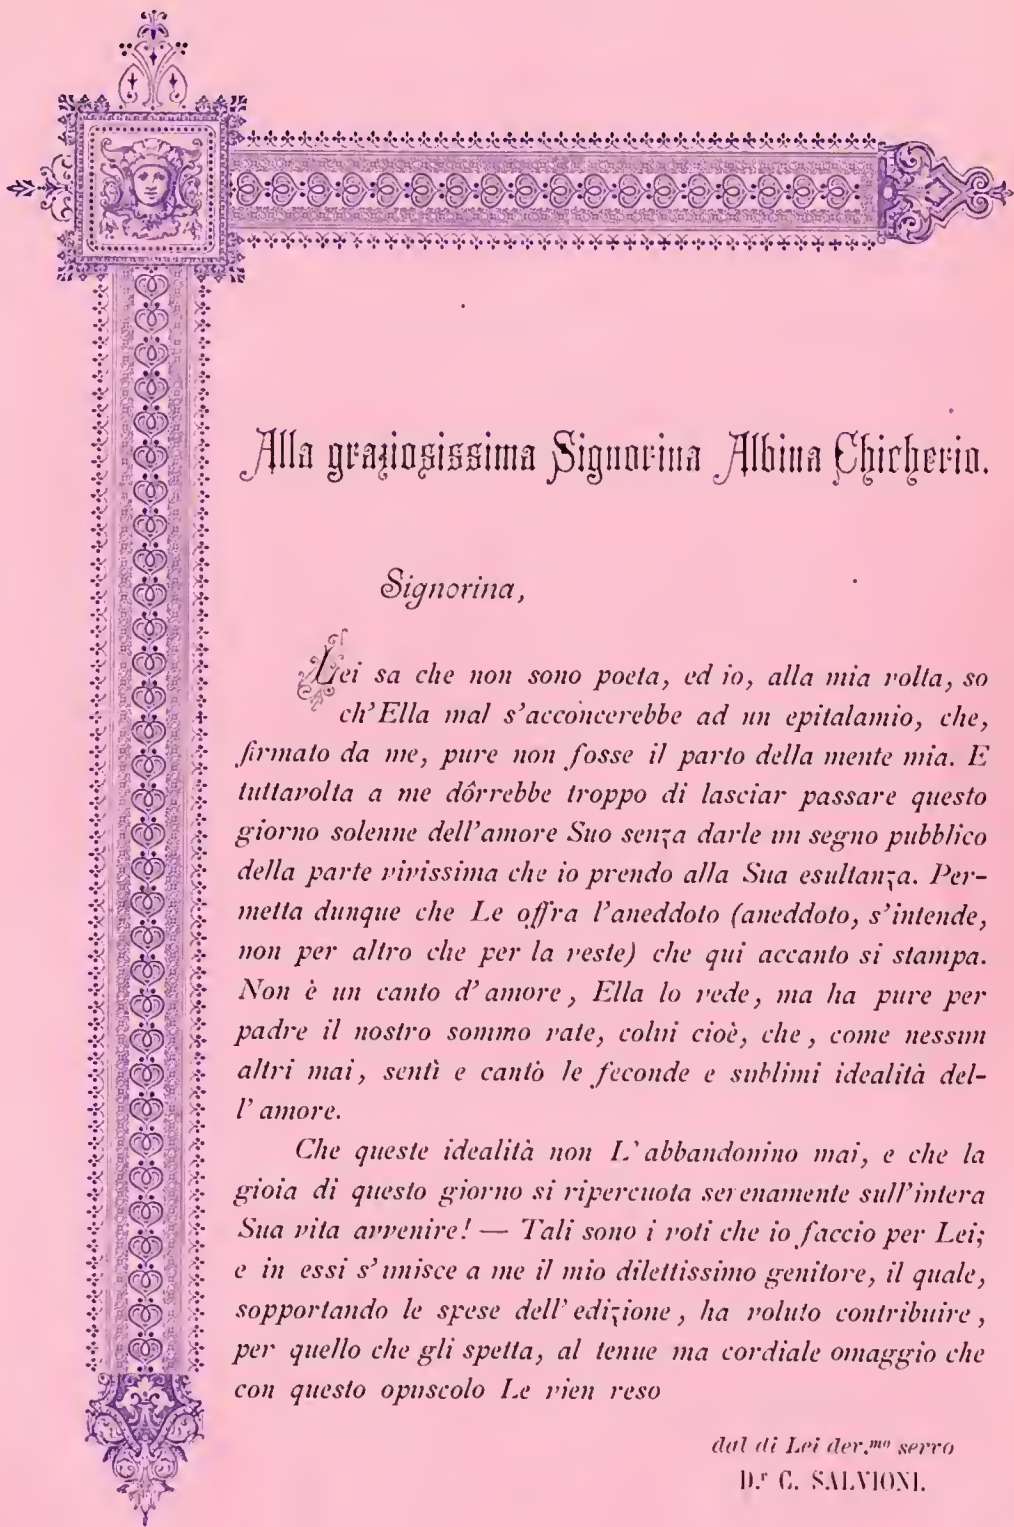 Alla graziosissima Signorina Albina Chicherio.
Signorina,
Lei sa che non sono poeta, ed io, alla mia volta, so
ch'Ella mal s'acconcerebbe ad un epitalamio, che,
firmato da me, pure non fosse il parto della mente mia. E
tuttavolta a me dôrrebbe troppo di lasciar passare questo
giorno solenne dell'amore Suo senza darle un segno pubblico
della parte vivissima che io prendo alla Sua esultanza. Per-
metta dunque che Le offra l'aneddoto (aneddoto, s'intende,
non per altro che per la veste) che qui accanto si stampa.
Non è un canto d'amore, Ella lo vede, ma ha pure per
padre il nostro sommo vate, colui cioè, che, come nessun
altri mai, sentì e cantò le feconde e sublimi idealità del-
l'amore.
Che queste idealità non L'abbandonino mai, e che la
gioia di questo giorno si ripercuota serenamente sull'intera
Sua vita avvenire! — Tali sono i voti che io faccio per Lei;
e in essi s'unisce a me il mio dilettissimo genitore, il quale,
sopportando le spese dell'edizione, ha voluto contribuire,
per quello che gli spetta, al tenue ma cordiale omaggio che
con questo opuscolo Le vien reso
dal di Lei dev.mo servo
D.r C. SALVIONI.